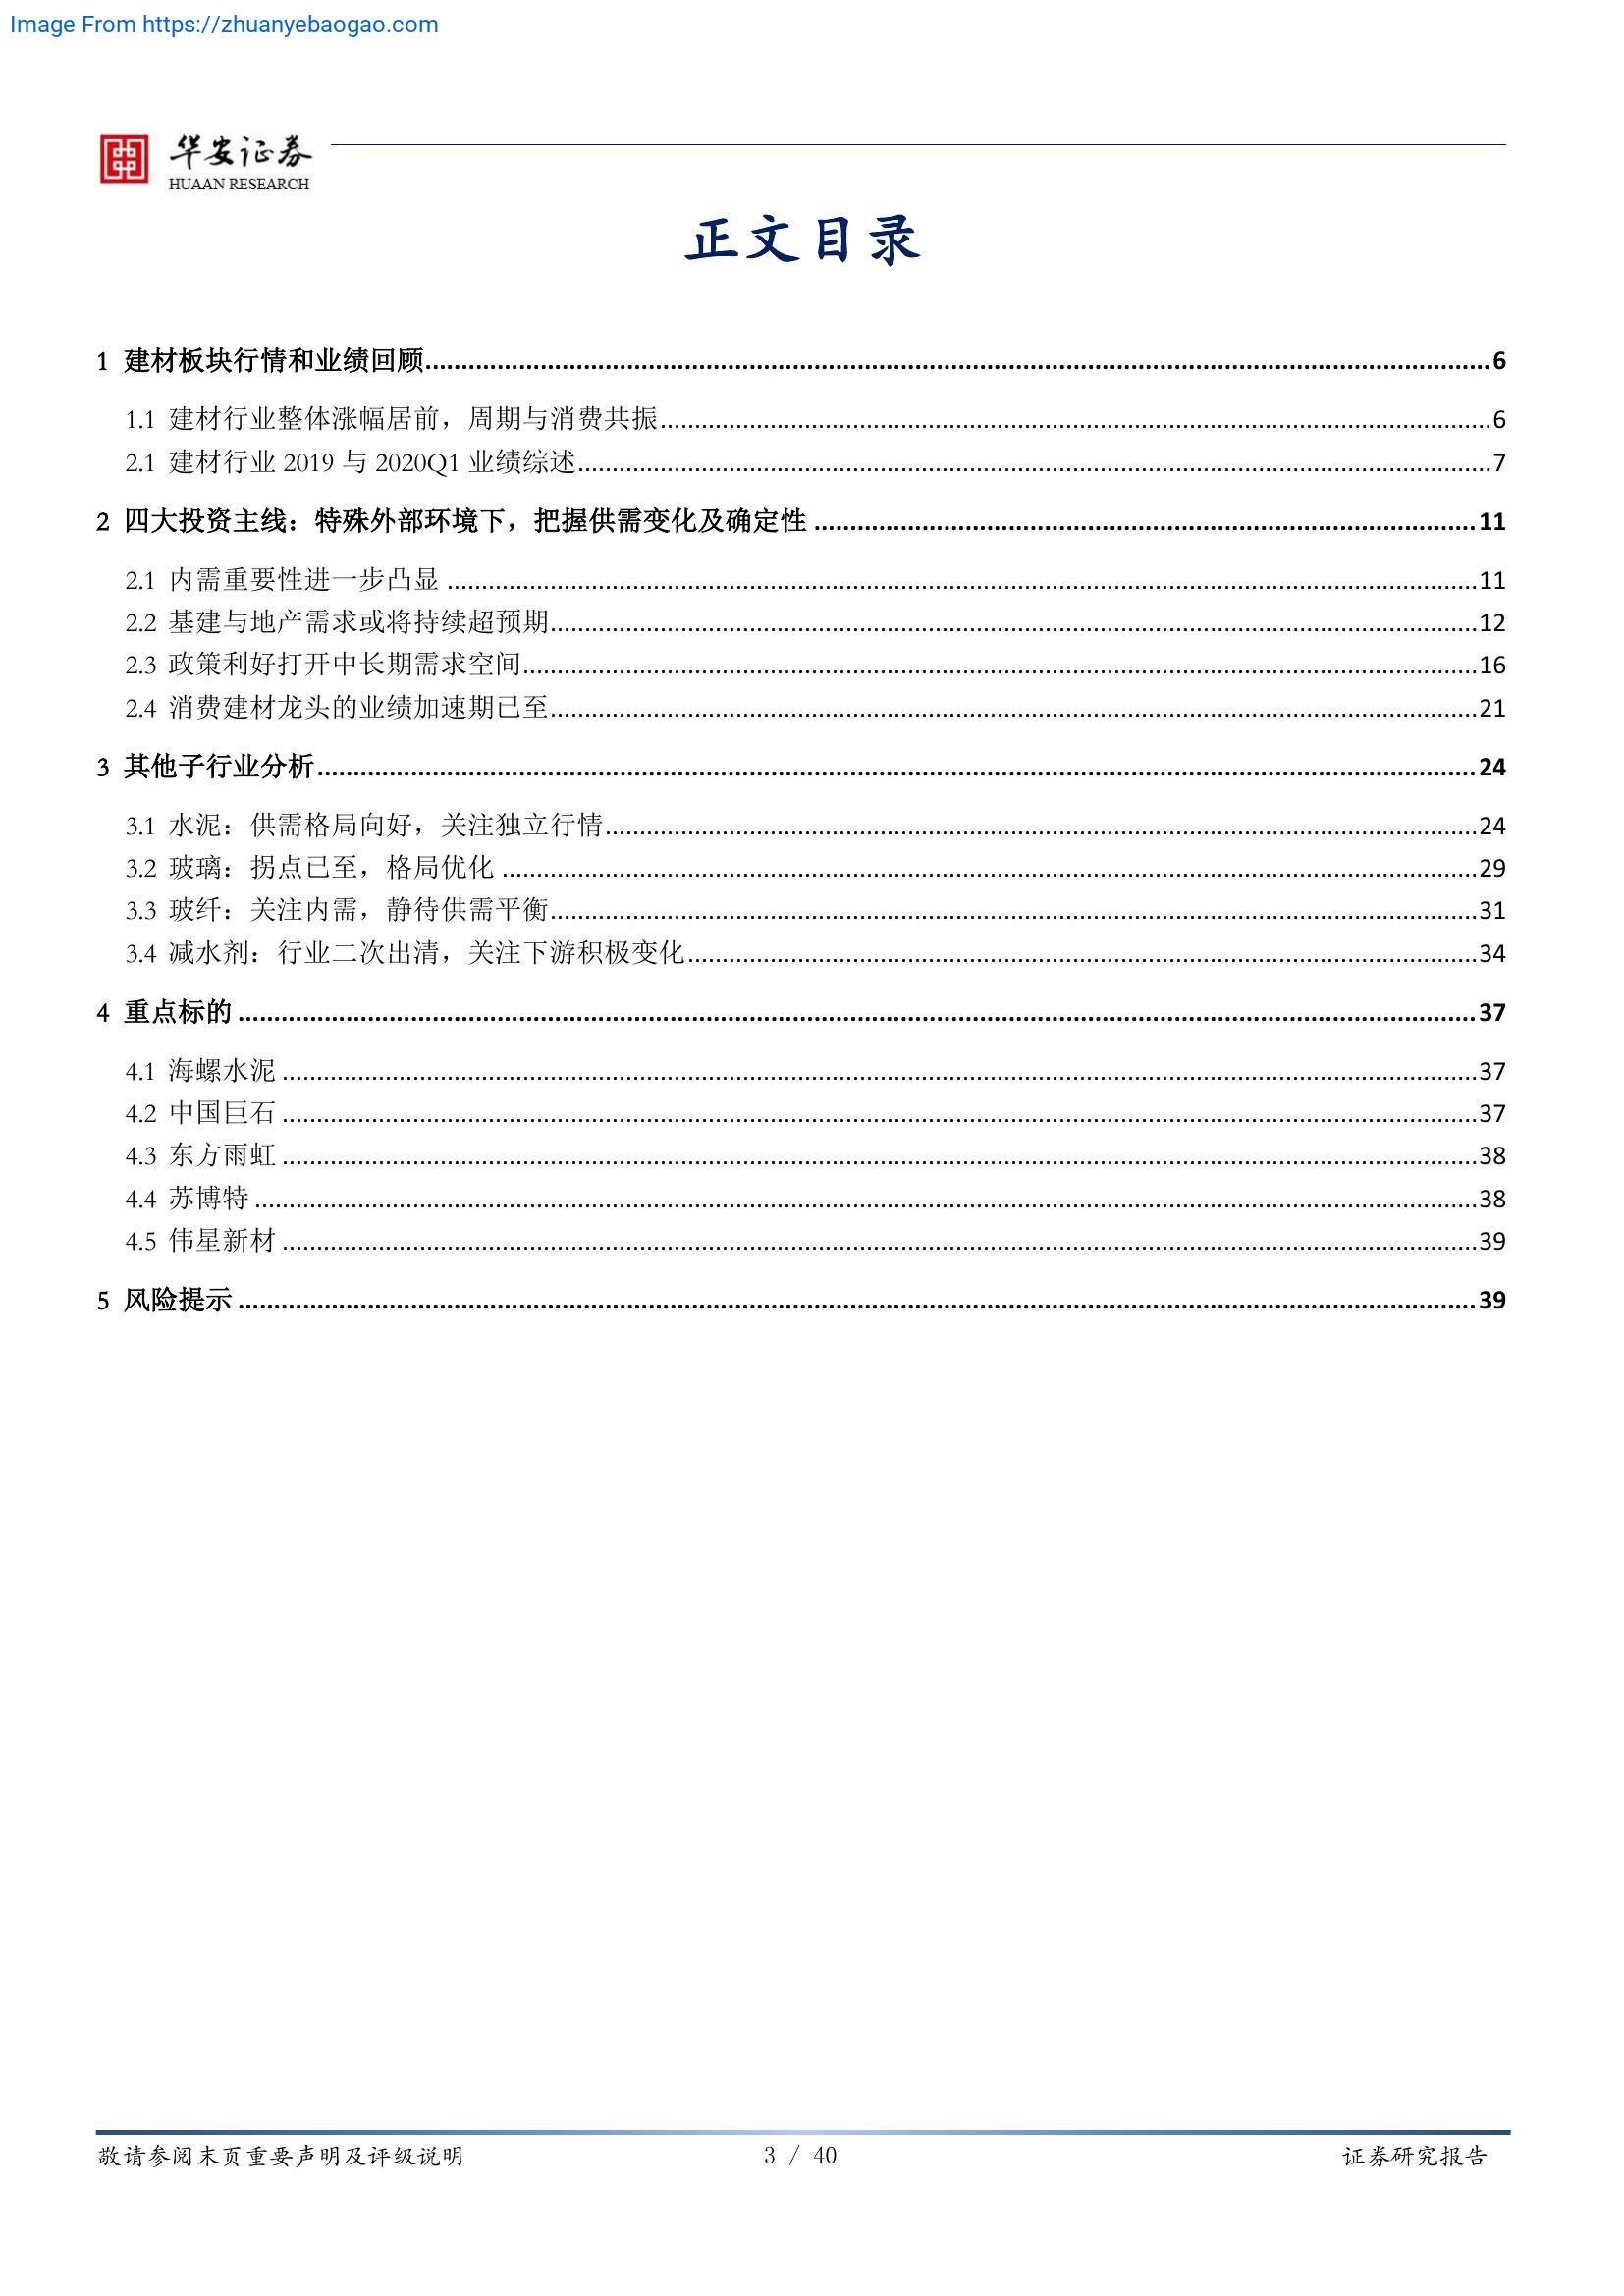 Image From https://zhuanyebaogao.com
华安证券
HUAAN RESEARCH
正文目录
1 建材板块行情和业绩回顾 6
1.1 建材行业整体涨幅居前，周期与消费共振 6
2.1 建材行业 2019 与 2020Q1 业绩综述 7
2 四大投资主线：特殊外部环境下，把握供需变化及确定性 11
2.1 内需重要性进一步凸显 11
2.2 基建与地产需求或将持续超预期 12
2.3 政策利好打开中长期需求空间 16
2.4 消费建材龙头的业绩加速期已至 21
3 其他子行业分析 24
3.1 水泥：供需格局向好，关注独立行情 24
3.2 玻璃：拐点已至，格局优化 29
3.3 玻纤：关注内需，静待供需平衡 31
3.4 减水剂：行业二次出清，关注下游积极变化 34
4 重点标的 37
4.1 海螺水泥 37
4.2 中国巨石 37
4.3 东方雨虹 38
4.4 苏博特 38
4.5 伟星新材 39
5 风险提示 39
敬请参阅末页重要声明及评级说明 3 / 40 证券研究报告